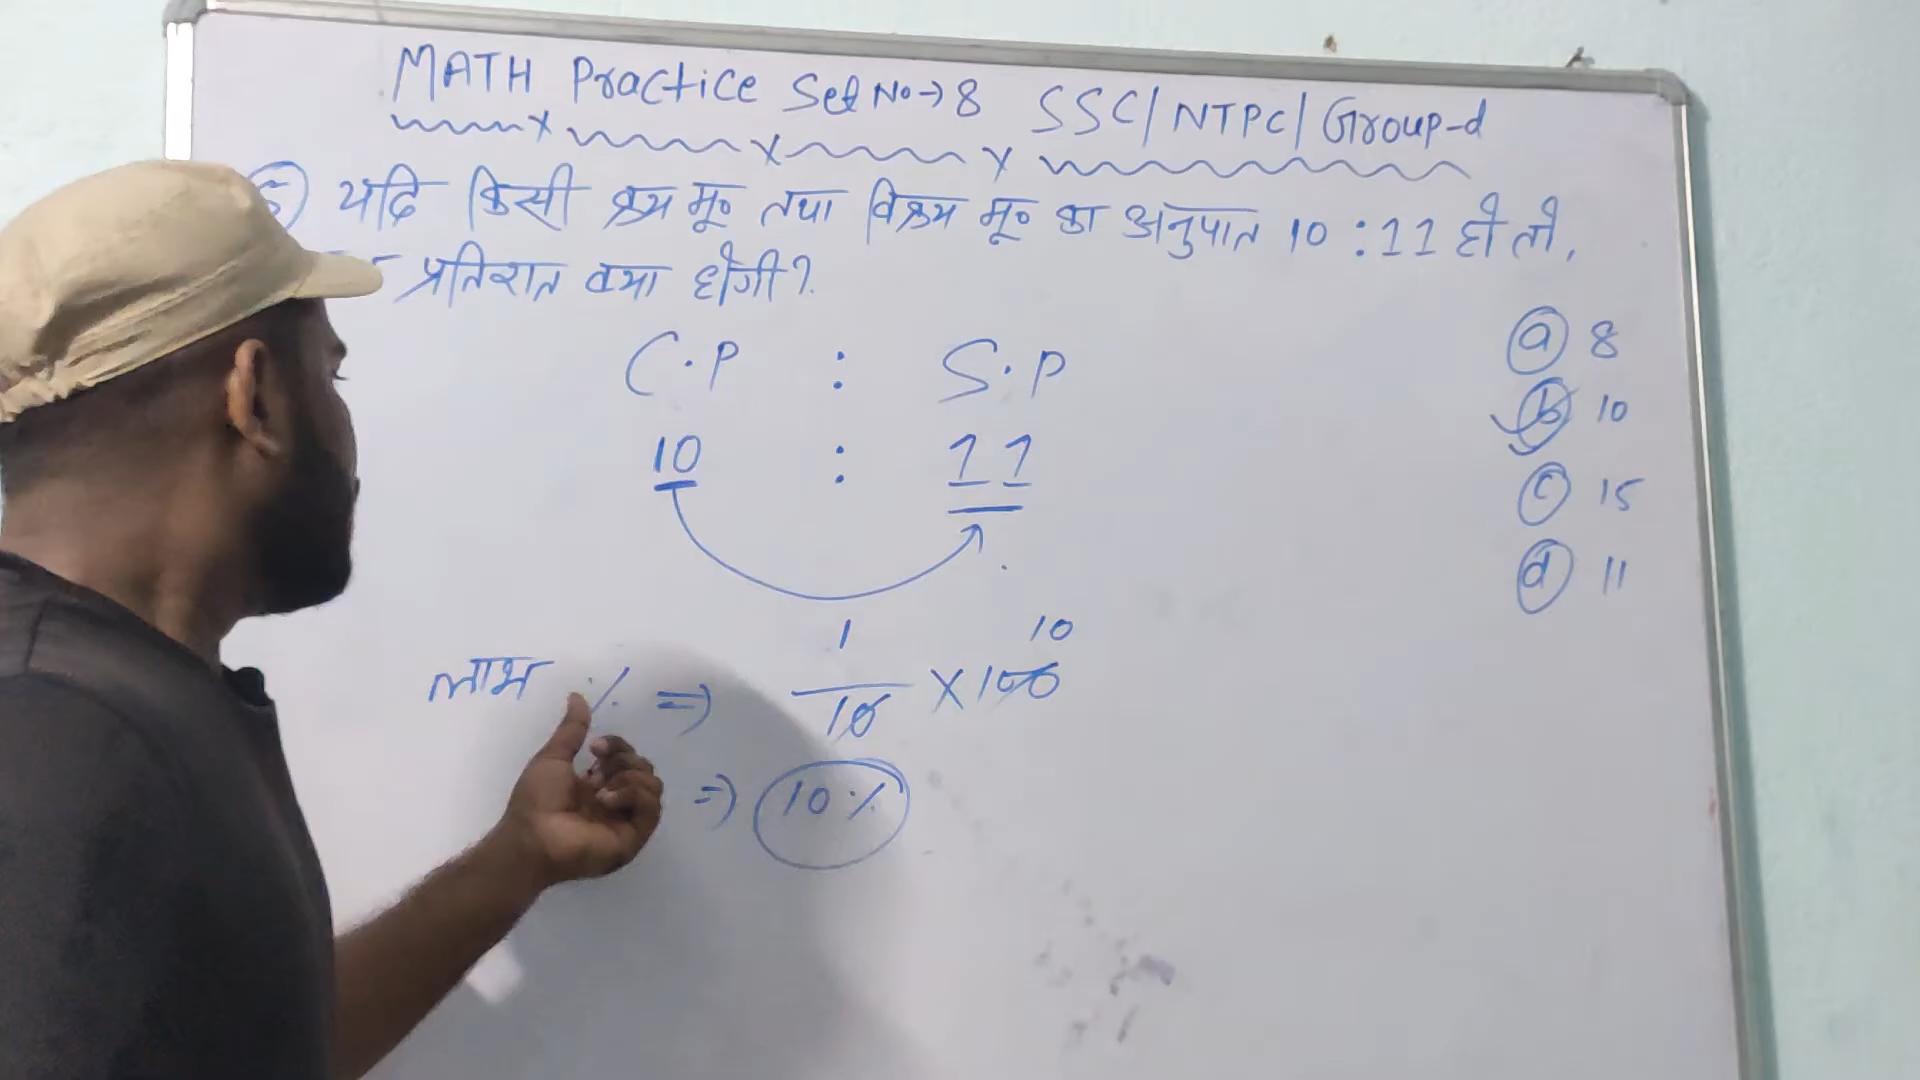 MATH Practice Set No→8 SSC/NTPC/Group-d
यदि किसी क्रय मू० तथा विक्रय मू० का अनुपात 10 : 11 हो तो,
प्रतिशत क्या होगी?
C.P : S.P
10 : 11
a 8
b 10
c 15
d 11
1 10
लाभ % ⇒ 10 × 100
⇒ 10%